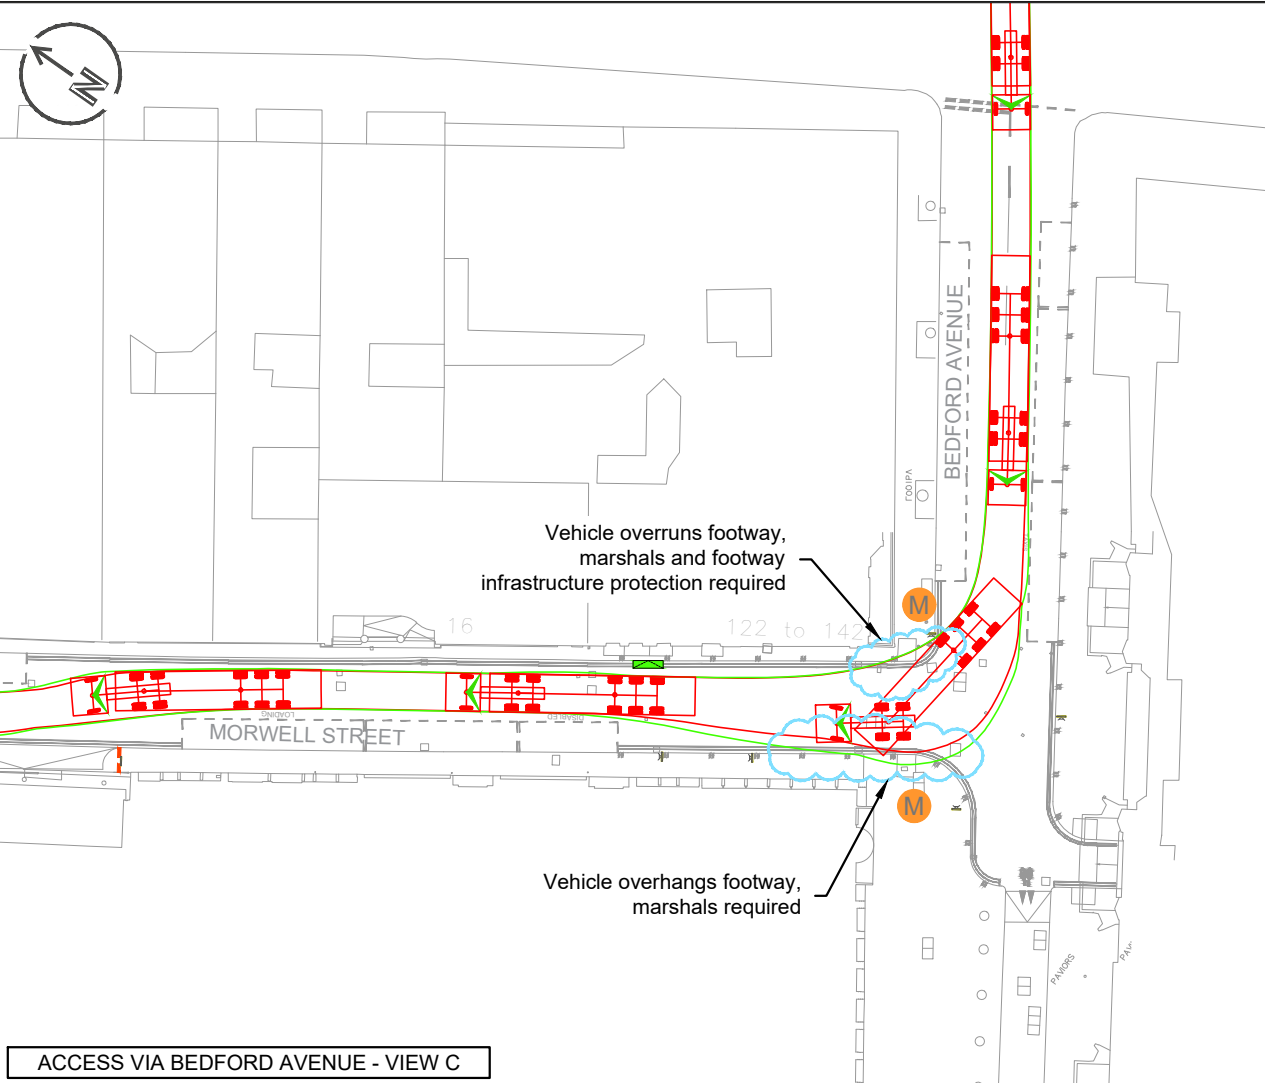 N
BEDFORD AVENUE
Vehicle overruns footway,
marshals and footway
infrastructure protection required
M
16
122 to 142
LOADING
DISABLED
MORWELL STREET
M
Vehicle overhangs footway,
marshals required
PAVIORS
ACCESS VIA BEDFORD AVENUE - VIEW C